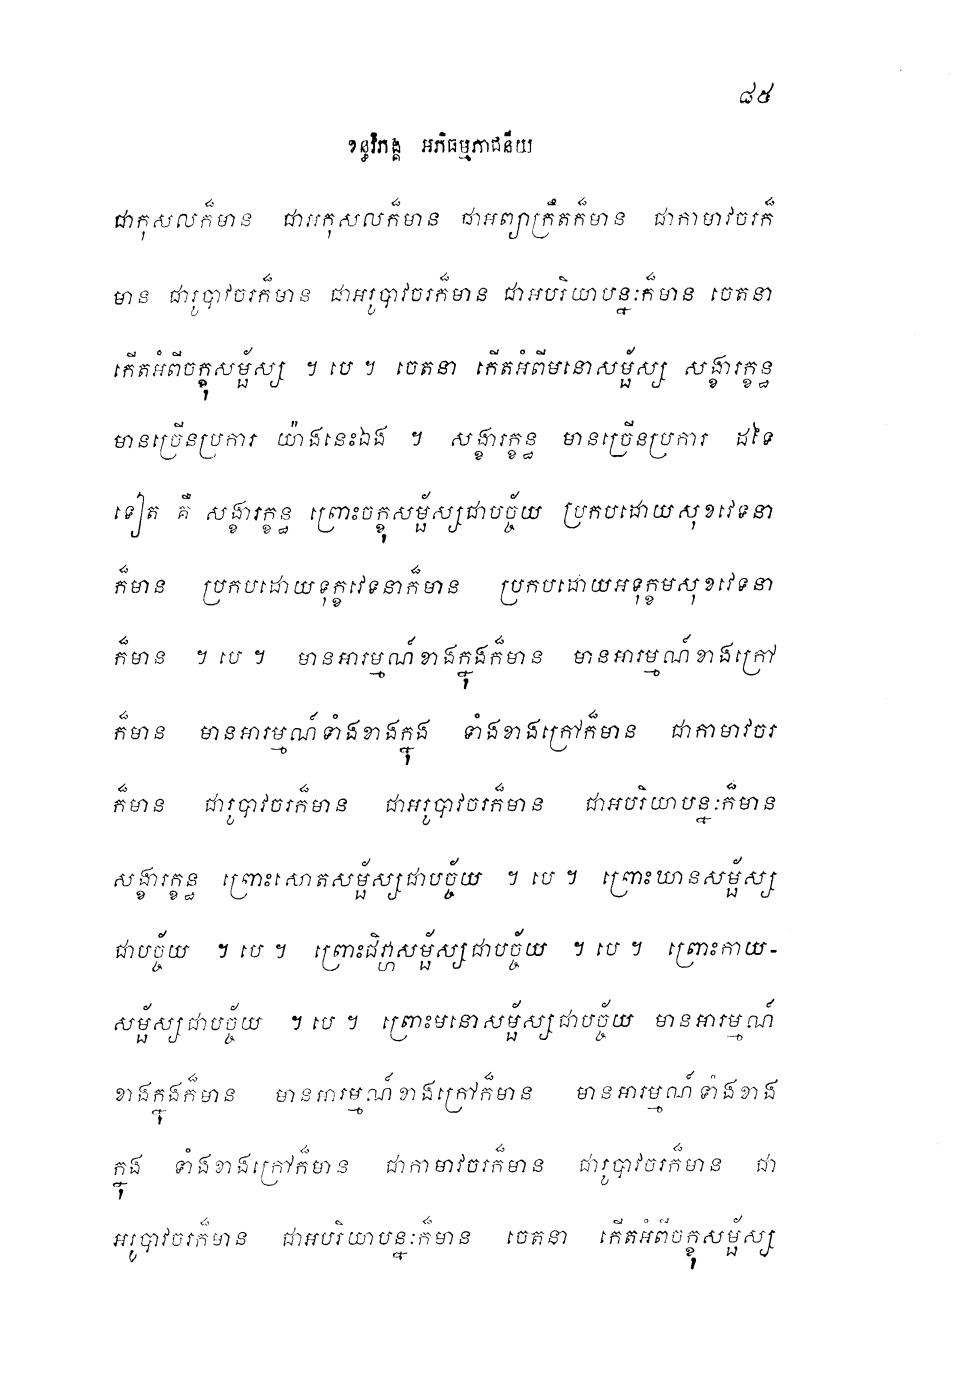 ៨៥
ខន្ធវិភង្គ អភិធម្មភាជនីយ
ជាកុសលក៏មាន ជាអកុសលក៏មាន ជាអព្យាក្រឹតក៏មាន ជាកាមាវចរក៏
មាន ជារូបាវចរក៏មាន ជាអរូបាវចរក៏មាន ជាអបរិយាបន្នៈក៏មាន ចេតនា
កើតអំពីចក្ខុសម្ផ័ស្ស ។ បេ ។ ចេតនា កើតអំពីមនោសម្ផ័ស្ស សង្ខារក្ខន្ធ
មានច្រើនប្រការ យ៉ាងនេះឯង ។ សង្ខារក្ខន្ធ មានច្រើនប្រការ ដទៃ
ទៀត គឺ សង្ខារក្ខន្ធ ព្រោះចក្ខុសម្ផ័ស្សជាបច្ច័យ ប្រកបដោយសុខវេទនា
ក៏មាន ប្រកបដោយទុក្ខវេទនាក៏មាន ប្រកបដោយអទុក្ខមសុខវេទនា
ក៏មាន ។ បេ ។ មានអារម្មណ៍ខាងក្នុងក៏មាន មានអារម្មណ៍ខាងក្រៅ
ក៏មាន មានអារម្មណ៍ទាំងខាងក្នុង ទាំងខាងក្រៅក៏មាន ជាកាមាវចរ
ក៏មាន ជារូបាវចរក៏មាន ជាអរូបាវចរក៏មាន ជាអបរិយាបន្នៈក៏មាន
សង្ខារក្ខន្ធ ព្រោះសោតសម្ផ័ស្សជាបច្ច័យ ។ បេ ។ ព្រោះឃានសម្ផ័ស្ស
ជាបច្ច័យ ។ បេ ។ ព្រោះជិវ្ហាសម្ផ័ស្សជាបច្ច័យ ។ បេ ។ ព្រោះកាយ-
សម្ផ័ស្សជាបច្ច័យ ។ បេ ។ ព្រោះមនោសម្ផ័ស្សជាបច្ច័យ មានអារម្មណ៍
ខាងក្នុងក៏មាន មានអារម្មណ៍ខាងក្រៅក៏មាន មានអារម្មណ៍ទាំងខាង
ក្នុង ទាំងខាងក្រៅក៏មាន ជាកាមាវចរក៏មាន ជារូបាវចរក៏មាន ជា
អរូបាវចរក៏មាន ជាអបរិយាបន្នៈក៏មាន ចេតនា កើតអំពីចក្ខុសម្ផ័ស្ស